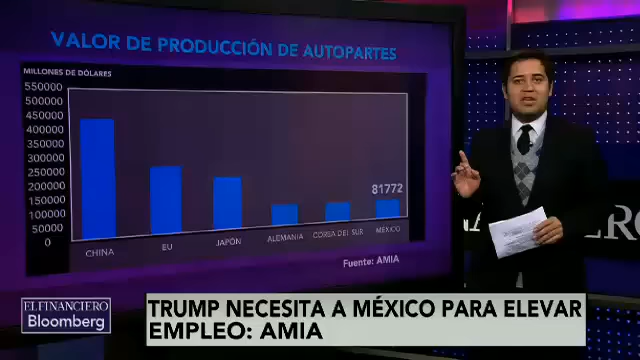 VALOR DE PRODUCCIÓN DE AUTOPARTES
MILLONES DE DÓLARES
550000
500000
450000
400000
350000
300000
250000
200000
150000
100000
50000
0
81772
CHINA
EU
JAPÓN
ALEMANIA
COREA DEL SUR
MÉXICO
Fuente: AMIA
EL FINANCIERO
Bloomberg
TRUMP NECESITA A MÉXICO PARA ELEVAR
EMPLEO: AMIA